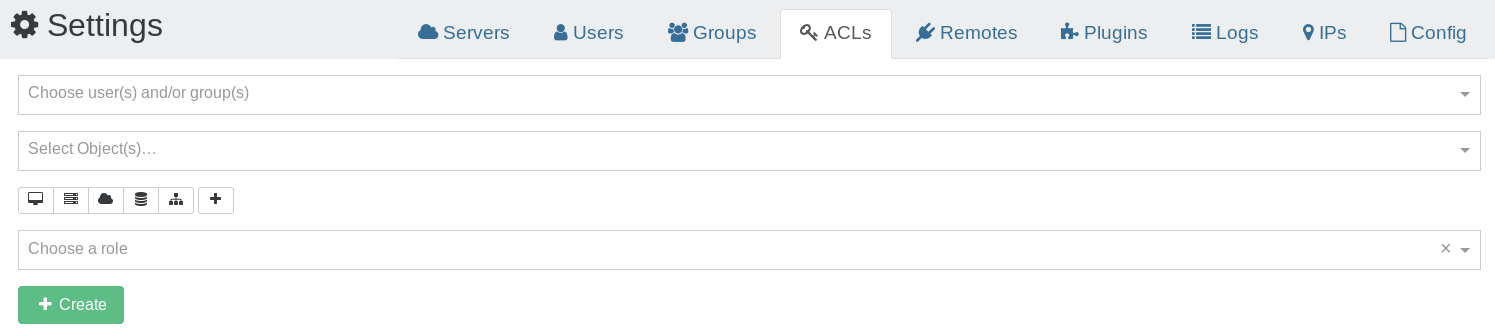 Settings
Servers Users Groups ACLs Remotes Plugins Logs IPs Config
Choose user(s) and/or group(s)
Select Object(s)…
Choose a role ×
Create